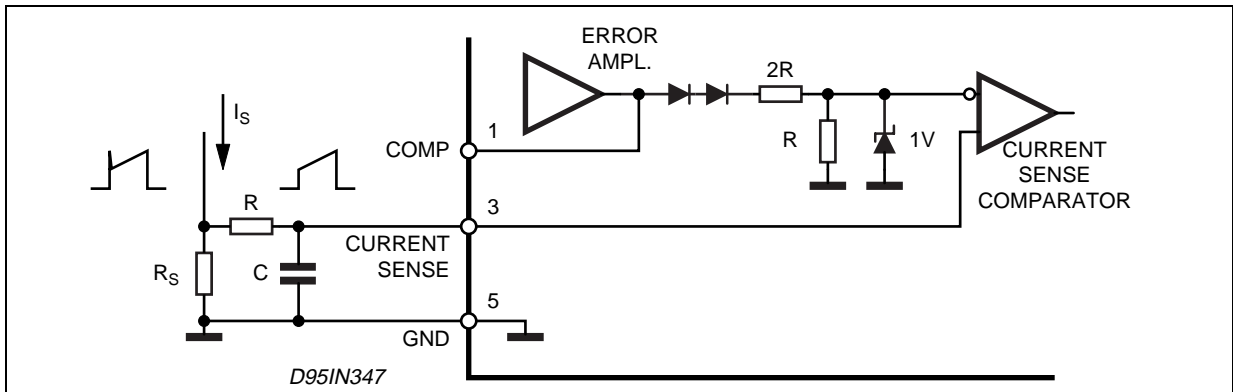 ERROR
AMPL.
2R
I_S
1
COMP
R
1V
CURRENT
SENSE
COMPARATOR
R
3
CURRENT
SENSE
R_S
C
5
GND
D95IN347